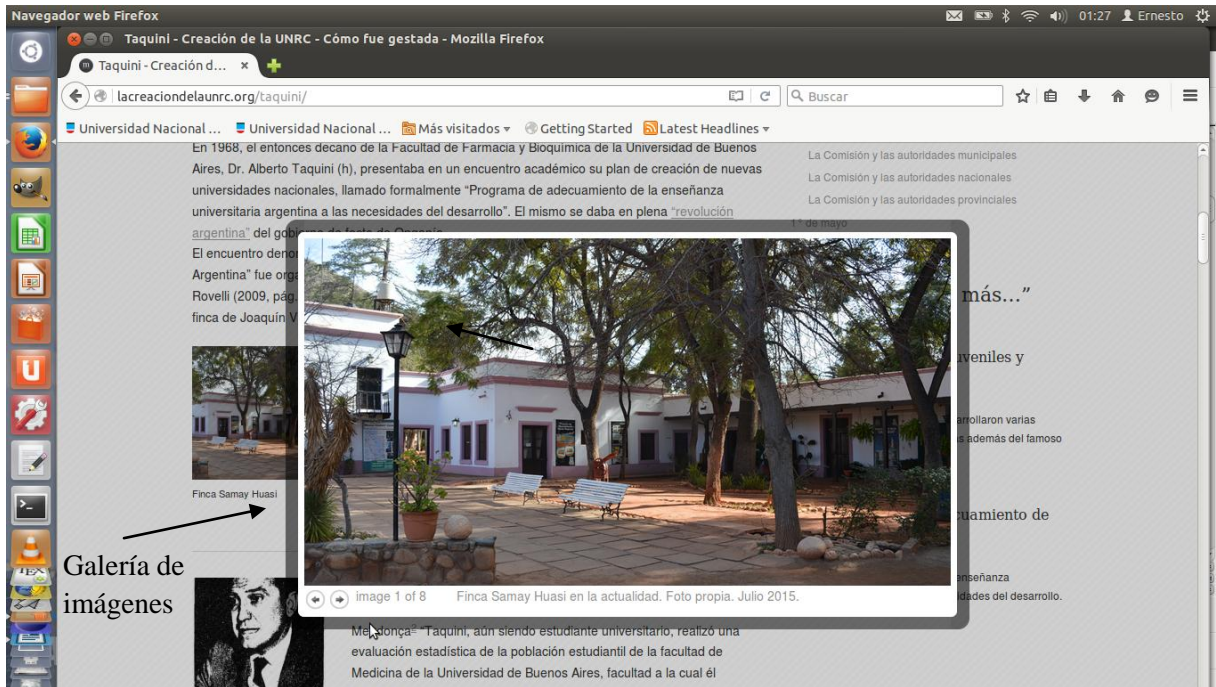 Navegador web Firefox
01:27
Ernesto
Taquini - Creación de la UNRC - Cómo fue gestada - Mozilla Firefox
Taquini - Creación d...
lacreaciondelaunrc.org/taquini/
Buscar
Universidad Nacional ...
Universidad Nacional ...
Más visitados
Getting Started
Latest Headlines
En 1968, el entonces decano de la Facultad de Farmacia y Bioquímica de la Universidad de Buenos
Aires, Dr. Alberto Taquini (h), presentaba en un encuentro académico su plan de creación de nuevas
universidades nacionales, llamado formalmente “Programa de adecuamiento de la enseñanza
universitaria argentina a las necesidades del desarrollo”. El mismo se daba en plena “revolución
argentina” del gobierno de facto de Onganía.
El encuentro deno
Argentina” fue orga
Rovelli (2009, pág.
finca de Joaquín V
La Comisión y las autoridades municipales
La Comisión y las autoridades nacionales
La Comisión y las autoridades provinciales
1° de mayo
más...”
uveniles y
arrollaron varias
s además del famoso
cuamiento de
enseñanza
idades del desarrollo.
Finca Samay Huasi
Galería de
imágenes
image 1 of 8
Finca Samay Huasi en la actualidad. Foto propia. Julio 2015.
“Taquini, aún siendo estudiante universitario, realizó una
evaluación estadística de la población estudiantil de la facultad de
Medicina de la Universidad de Buenos Aires, facultad a la cual él